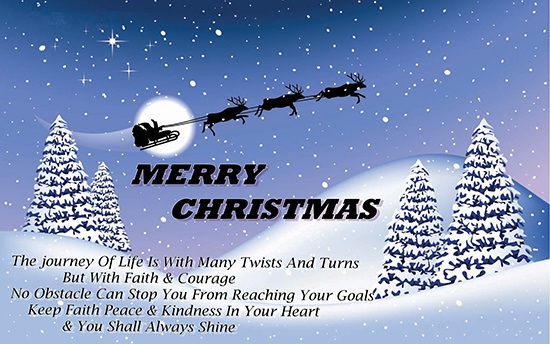 MERRY
CHRISTMAS
The journey Of Life Is With Many Twists And Turns
But With Faith & Courage
No Obstacle Can Stop You From Reaching Your Goals
Keep Faith Peace & Kindness In Your Heart
& You Shall Always Shine